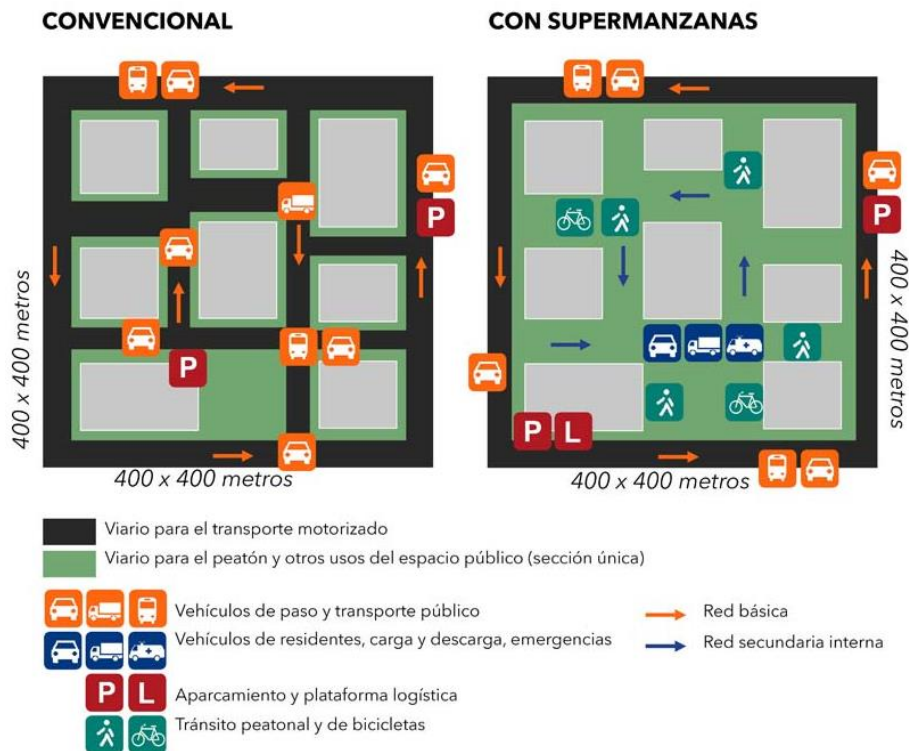 CONVENCIONAL
CON SUPERMANZANAS
P
P
400 x 400 metros
400 x 400 metros
P
P L
400 x 400 metros
400 x 400 metros
Viario para el transporte motorizado
Viario para el peatón y otros usos del espacio público (sección única)
Vehículos de paso y transporte público
Red básica
Vehículos de residentes, carga y descarga, emergencias
Red secundaria interna
P L
Aparcamiento y plataforma logística
Tránsito peatonal y de bicicletas